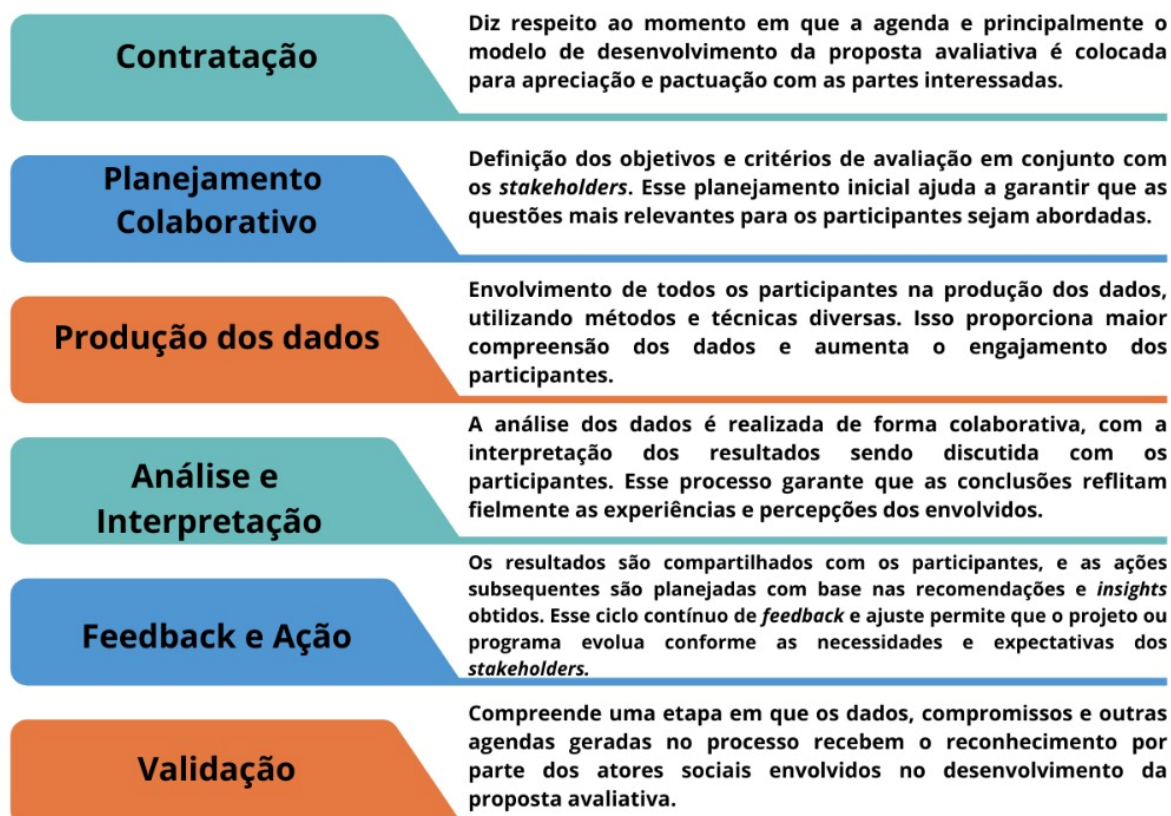 Contratação
Diz respeito ao momento em que a agenda e principalmente o
modelo de desenvolvimento da proposta avaliativa é colocada
para apreciação e pactuação com as partes interessadas.
Planejamento
Colaborativo
Definição dos objetivos e critérios de avaliação em conjunto com
os stakeholders. Esse planejamento inicial ajuda a garantir que as
questões mais relevantes para os participantes sejam abordadas.
Produção dos dados
Envolvimento de todos os participantes na produção dos dados,
utilizando métodos e técnicas diversas. Isso proporciona maior
compreensão dos dados e aumenta o engajamento dos
participantes.
Análise e
Interpretação
A análise dos dados é realizada de forma colaborativa, com a
interpretação dos resultados sendo discutida com os
participantes. Esse processo garante que as conclusões reflitam
fielmente as experiências e percepções dos envolvidos.
Feedback e Ação
Os resultados são compartilhados com os participantes, e as ações
subsequentes são planejadas com base nas recomendações e insights
obtidos. Esse ciclo contínuo de feedback e ajuste permite que o projeto ou
programa evolua conforme as necessidades e expectativas dos
stakeholders.
Validação
Compreende uma etapa em que os dados, compromissos e outras
agendas geradas no processo recebem o reconhecimento por
parte dos atores sociais envolvidos no desenvolvimento da
proposta avaliativa.